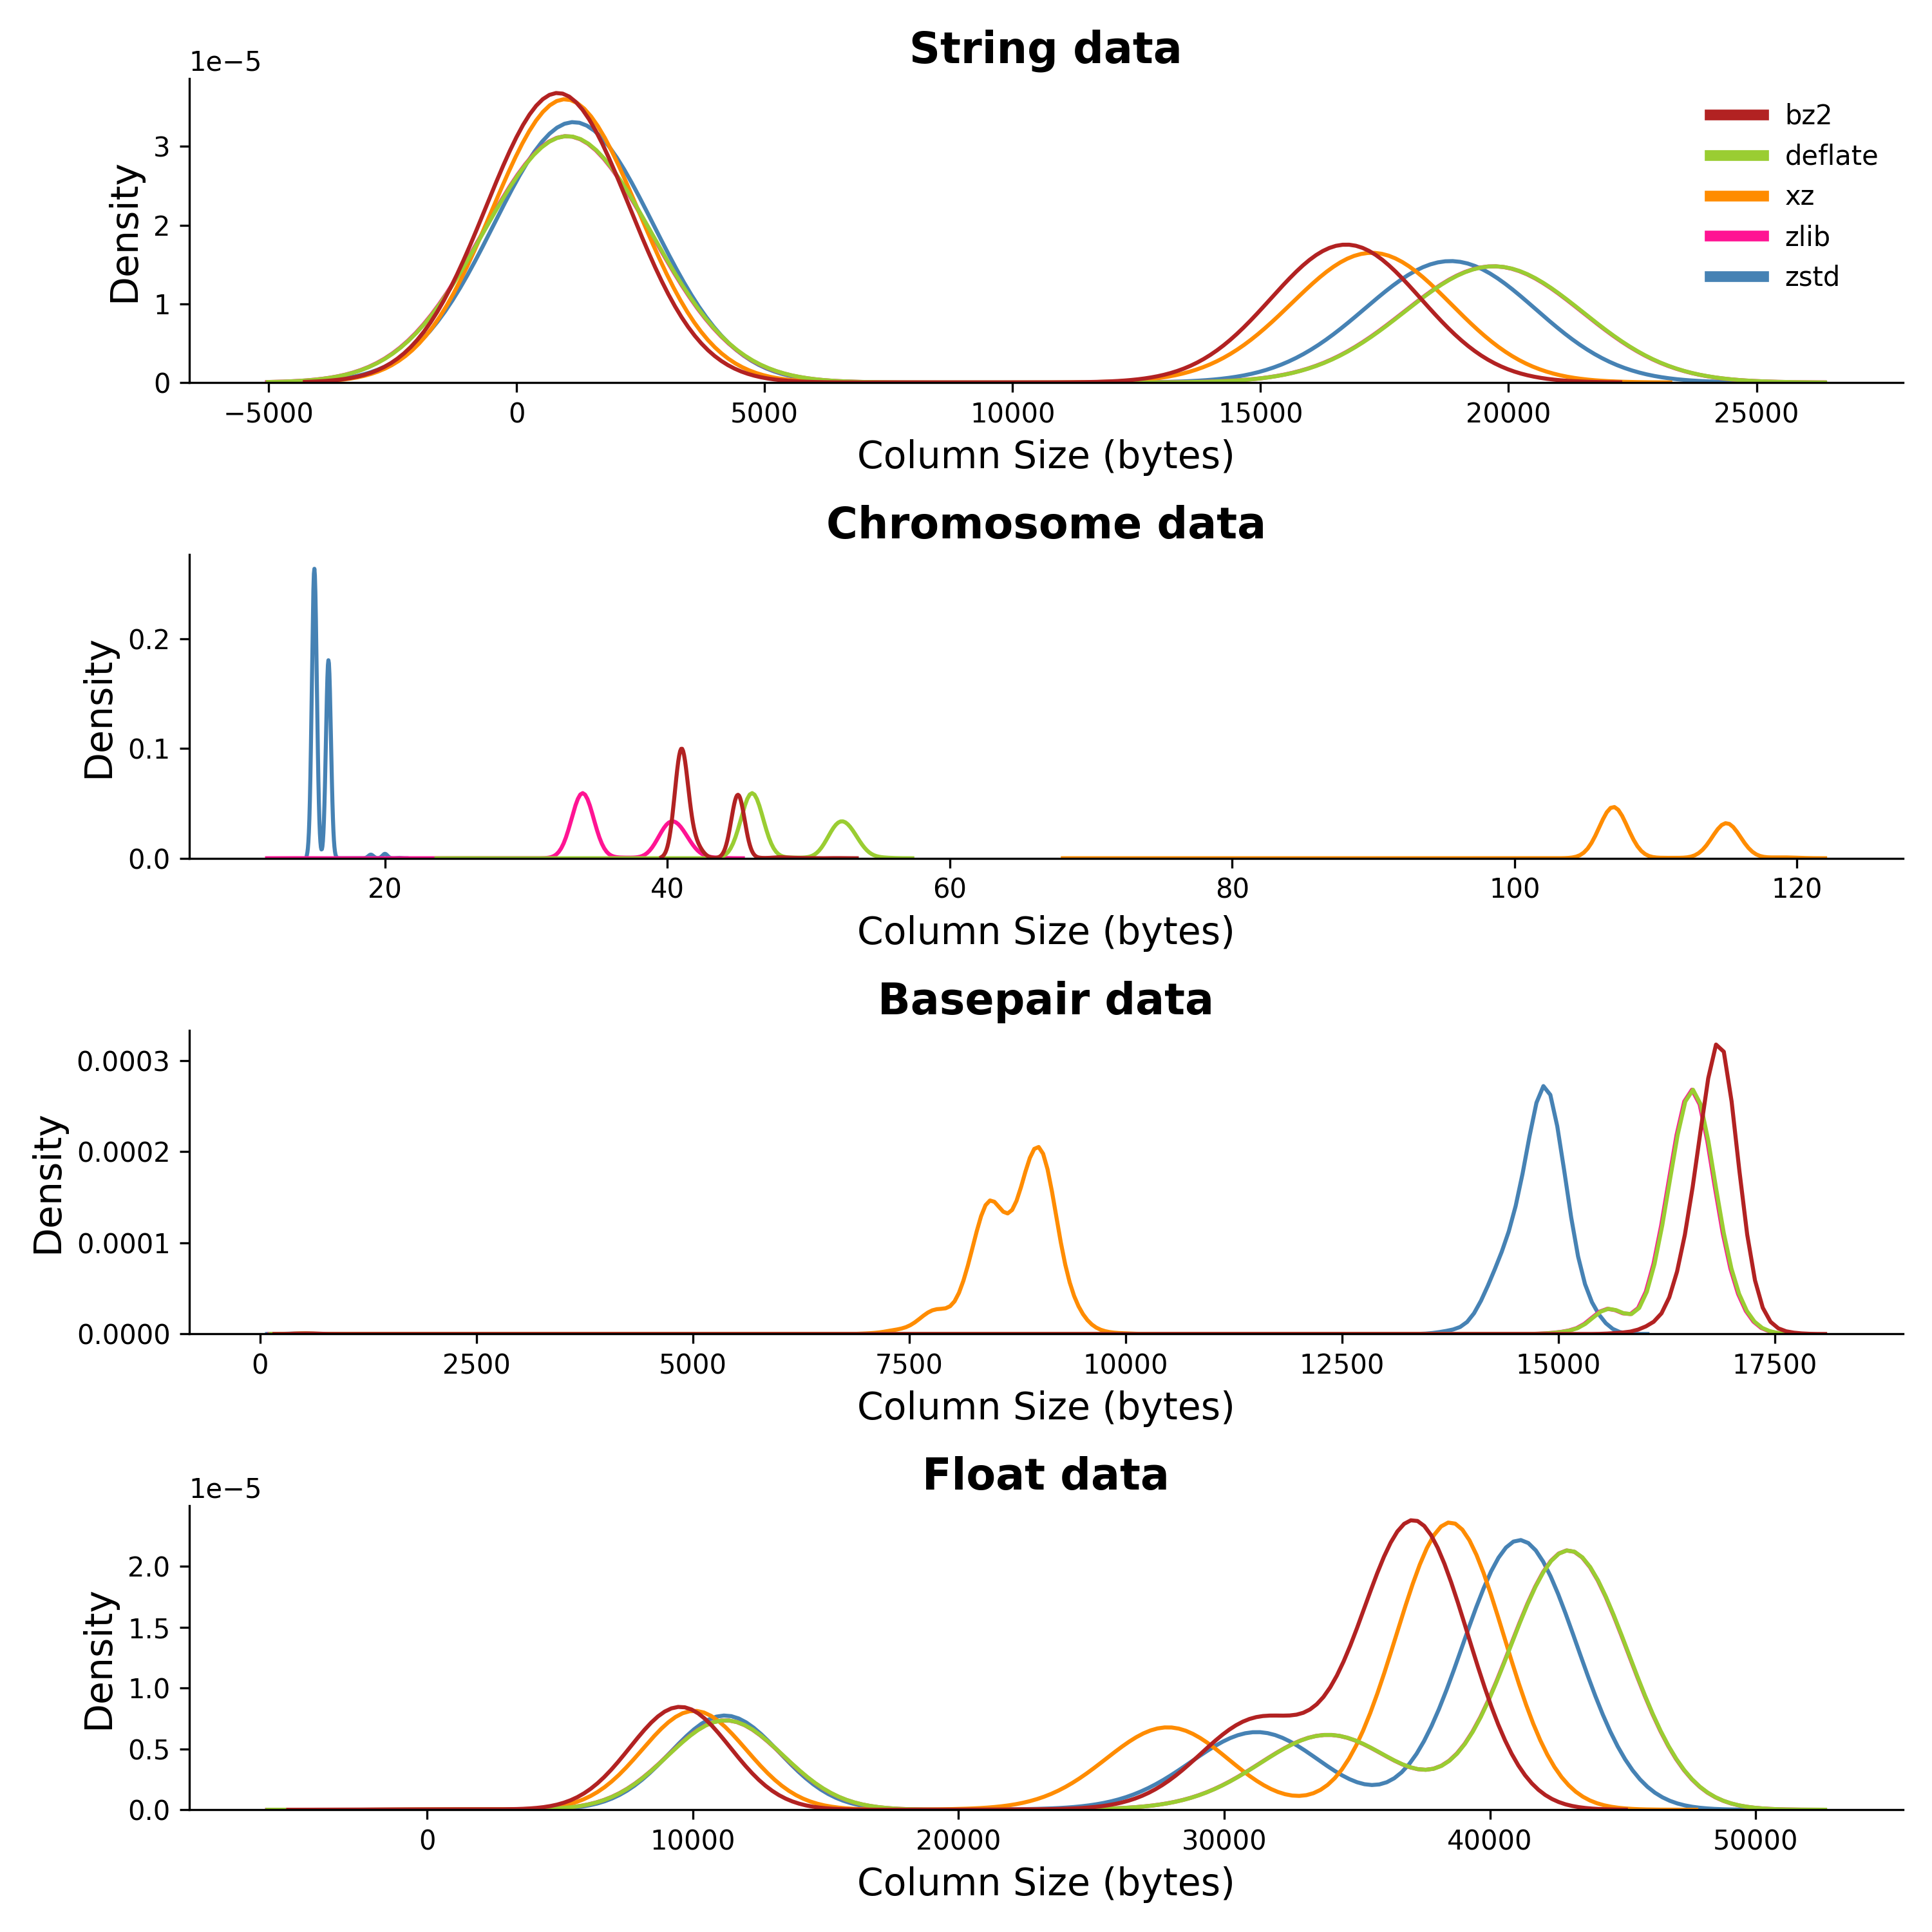 String data
1e−5
Density
3
2
1
0
bz2
deflate
xz
zlib
zstd
−5000 0 5000 10000 15000 20000 25000
Column Size (bytes)
Chromosome data
Density
0.2
0.1
0.0
20 40 60 80 100 120
Column Size (bytes)
Basepair data
Density
0.0003
0.0002
0.0001
0.0000
0 2500 5000 7500 10000 12500 15000 17500
Column Size (bytes)
Float data
1e−5
Density
2.0
1.5
1.0
0.5
0.0
0 10000 20000 30000 40000 50000
Column Size (bytes)